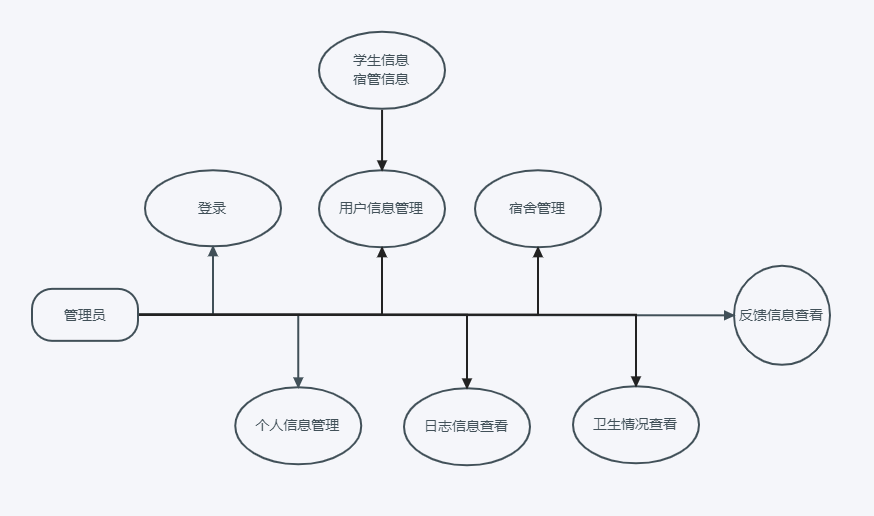 学生信息
宿管信息
登录
用户信息管理
宿舍管理
管理员
反馈信息查看
个人信息管理
日志信息查看
卫生情况查看